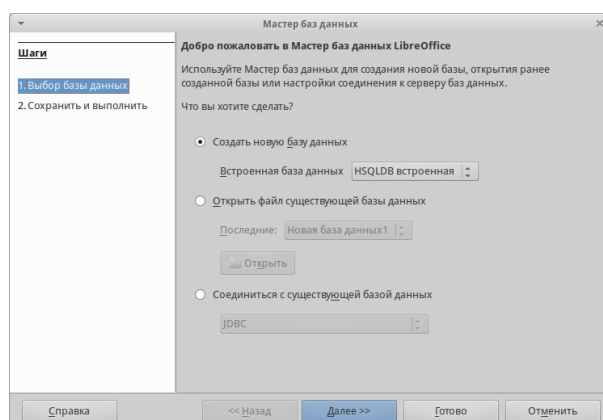 Мастер баз данных
Шаги
1. Выбор базы данных
2. Сохранить и выполнить
Добро пожаловать в Мастер баз данных LibreOffice
Используйте Мастер баз данных для создания новой базы, открытия ранее
созданной базы или настройки соединения к серверу баз данных.
Что вы хотите сделать?
Создать новую базу данных
Встроенная база данных HSQLDB встроенная
Открыть файл существующей базы данных
Последние: Новая база данных1
Открыть
Соединиться с существующей базой данных
JDBC
Справка << Назад Далее >> Готово Отменить